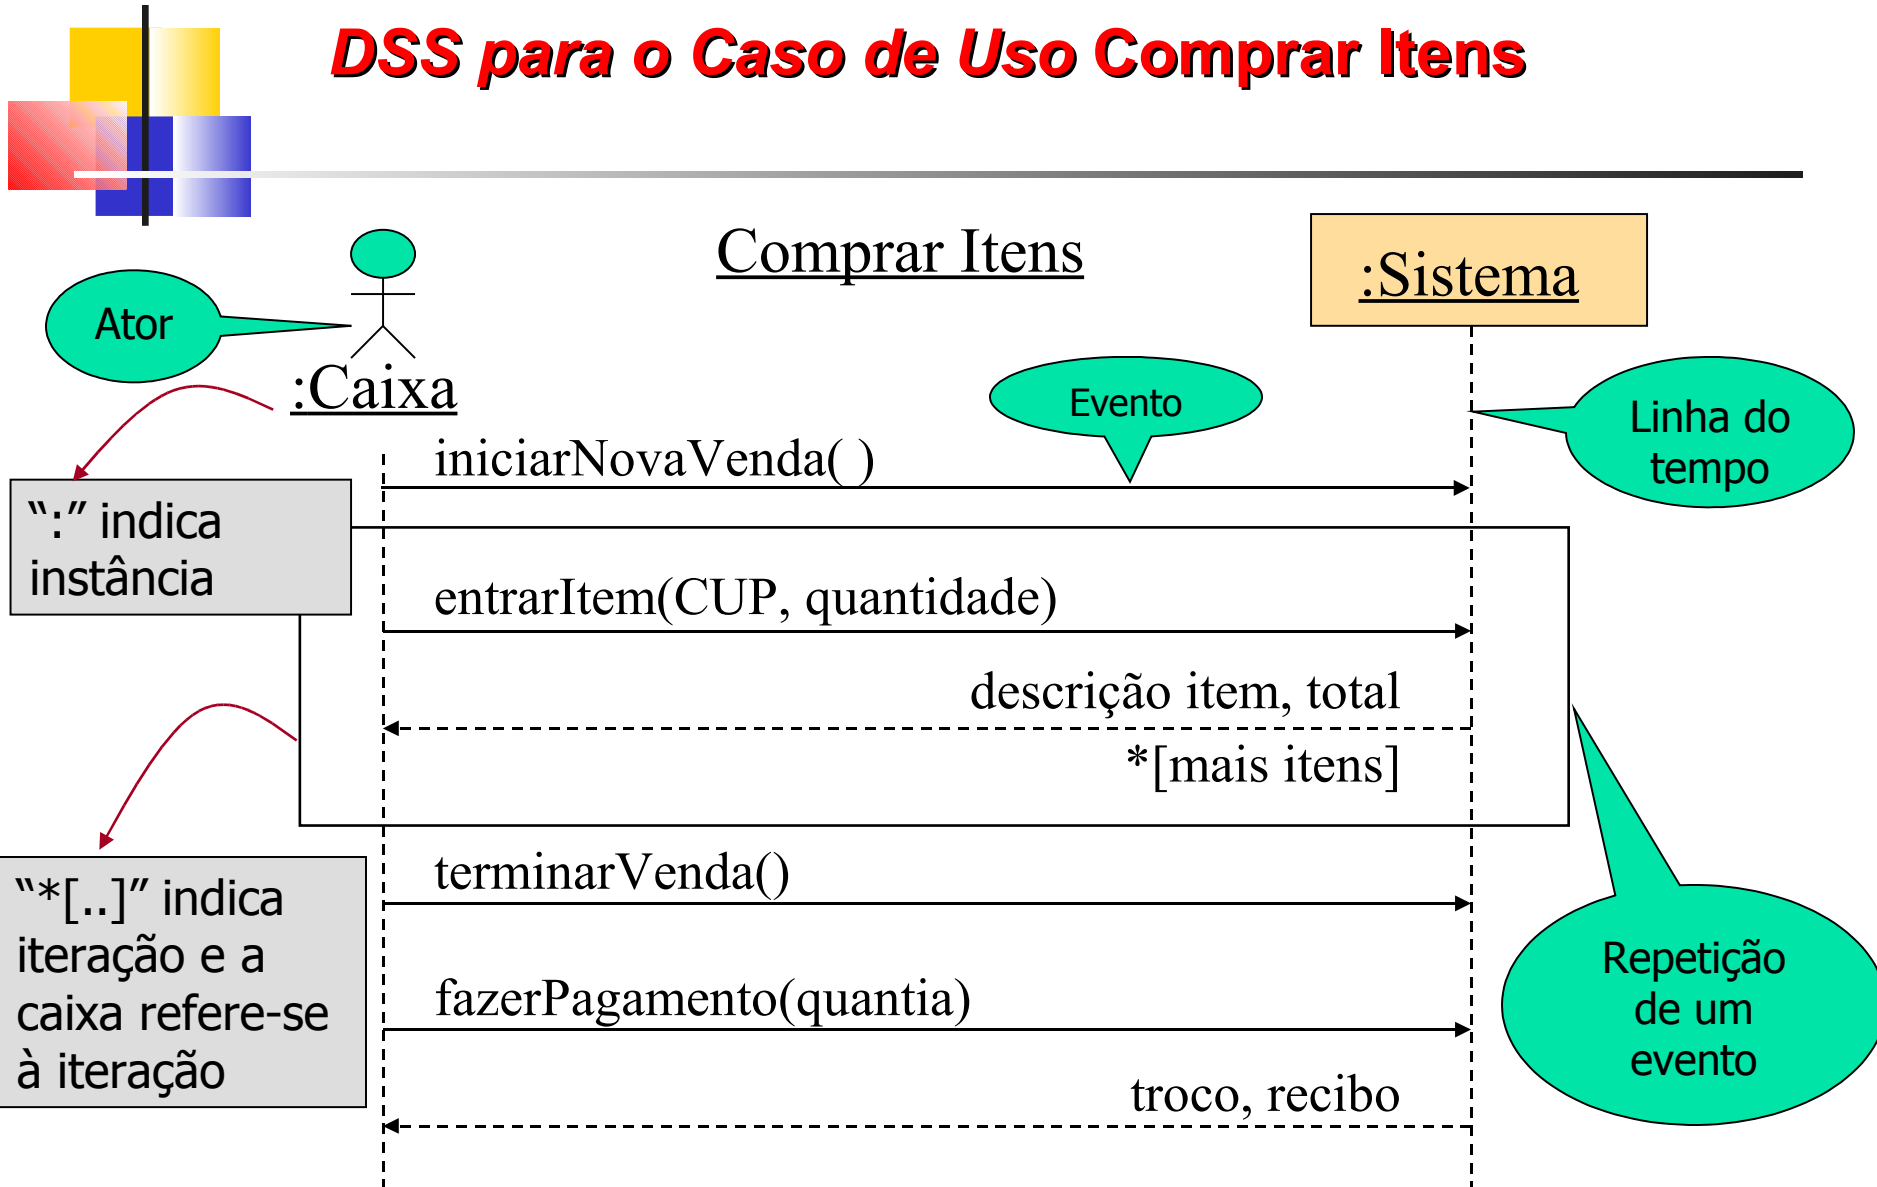 DSS para o Caso de Uso Comprar Itens
Comprar Itens
:Sistema
Ator
:Caixa
Evento
Linha do
tempo
iniciarNovaVenda( )
“:” indica
instância
entrarItem(CUP, quantidade)
descrição item, total
*[mais itens]
terminarVenda()
“*[..]” indica
iteração e a
caixa refere-se
à iteração
fazerPagamento(quantia)
Repetição
de um
evento
troco, recibo